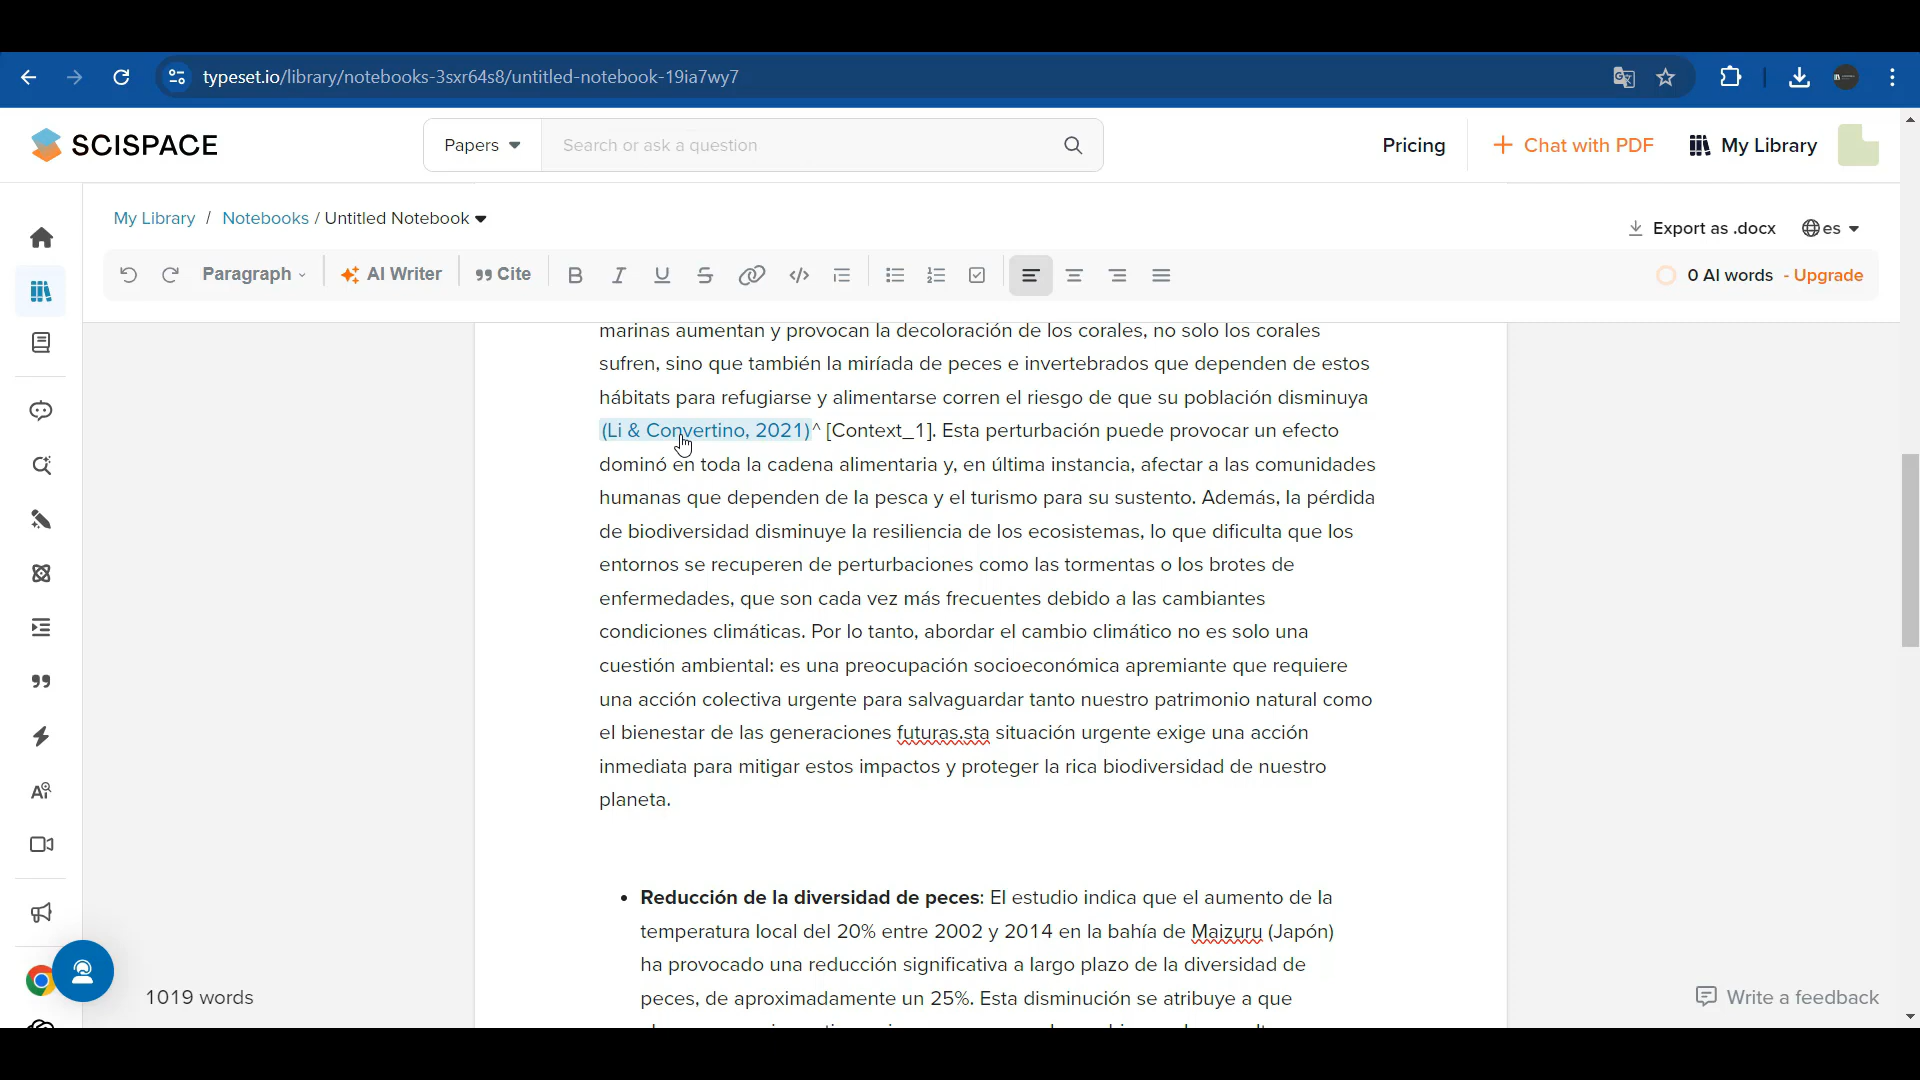 typeset.io/library/notebooks-3sxr64s8/untitled-notebook-19ia7wy7
SCISPACE
Papers
Search or ask a question
Pricing
Chat with PDF
My Library
My Library / Notebooks / Untitled Notebook
Export as .docx
es
Paragraph
AI Writer
Cite
0 AI words - Upgrade
marinas aumentan y provocan la decoloración de los corales, no solo los corales
sufren, sino que también la miríada de peces e invertebrados que dependen de estos
hábitats para refugiarse y alimentarse corren el riesgo de que su población disminuya
(Li & Convertino, 2021)^ [Context_1]. Esta perturbación puede provocar un efecto
dominó en toda la cadena alimentaria y, en última instancia, afectar a las comunidades
humanas que dependen de la pesca y el turismo para su sustento. Además, la pérdida
de biodiversidad disminuye la resiliencia de los ecosistemas, lo que dificulta que los
entornos se recuperen de perturbaciones como las tormentas o los brotes de
enfermedades, que son cada vez más frecuentes debido a las cambiantes
condiciones climáticas. Por lo tanto, abordar el cambio climático no es solo una
cuestión ambiental: es una preocupación socioeconómica apremiante que requiere
una acción colectiva urgente para salvaguardar tanto nuestro patrimonio natural como
el bienestar de las generaciones futuras.sta situación urgente exige una acción
inmediata para mitigar estos impactos y proteger la rica biodiversidad de nuestro
planeta.
• Reducción de la diversidad de peces: El estudio indica que el aumento de la
temperatura local del 20% entre 2002 y 2014 en la bahía de Maizuru (Japón)
ha provocado una reducción significativa a largo plazo de la diversidad de
peces, de aproximadamente un 25%. Esta disminución se atribuye a que
1019 words
Write a feedback